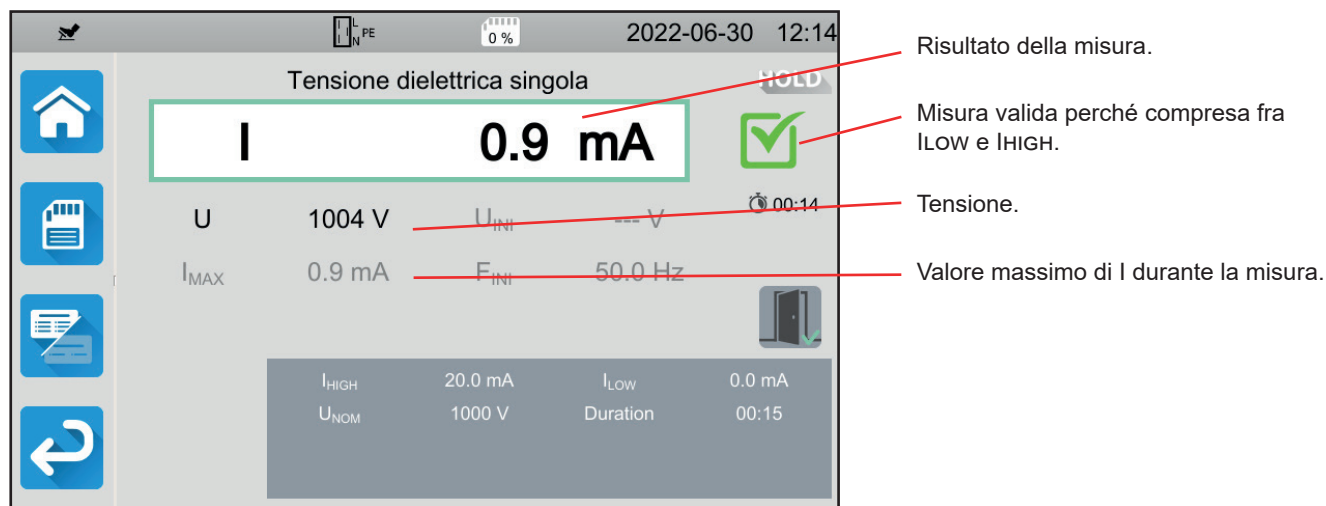 L N PE 0 % 2022-06-30 12:14
Tensione dielettrica singola HOLD
I 0.9 mA
U 1004 V UINI --- V 00:14
IMAX 0.9 mA FINI 50.0 Hz
IHIGH 20.0 mA ILOW 0.0 mA
UNOM 1000 V Duration 00:15
Risultato della misura.
Misura valida perché compresa fra
ILOW e IHIGH.
Tensione.
Valore massimo di I durante la misura.